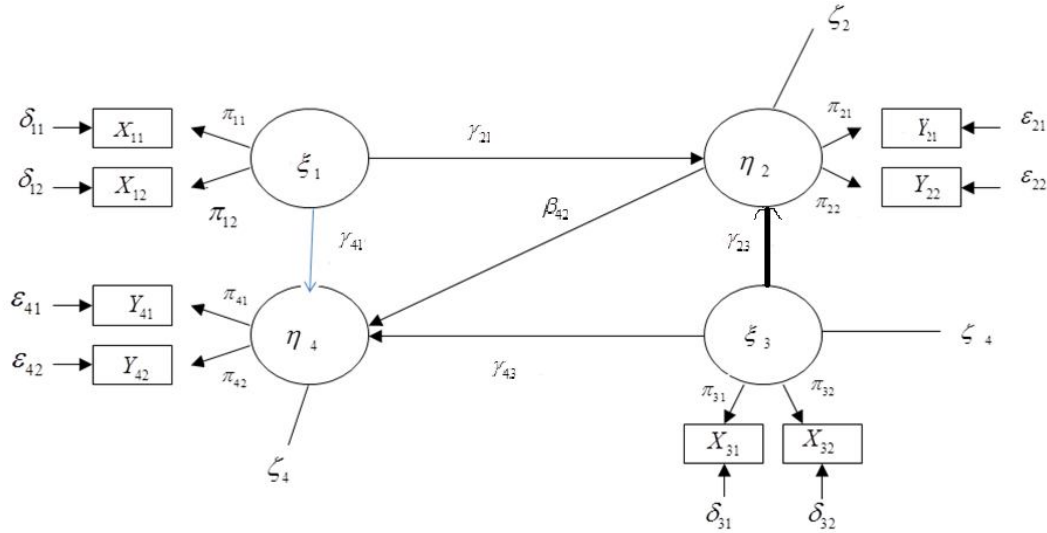 ζ₂
δ₁₁ X₁₁ π₁₁ ξ₁ γ₂₁ η₂ π₂₁ Y₂₁ ε₂₁
δ₁₂ X₁₂ π₁₂ π₂₂ Y₂₂ ε₂₂
β₄₂
γ₄₁ γ₂₃
ε₄₁ Y₄₁ π₄₁ η₄ ξ₃ ζ₄
ε₄₂ Y₄₂ π₄₂ γ₄₃ π₃₁ π₃₂
X₃₁ X₃₂
ζ₄
δ₃₁ δ₃₂